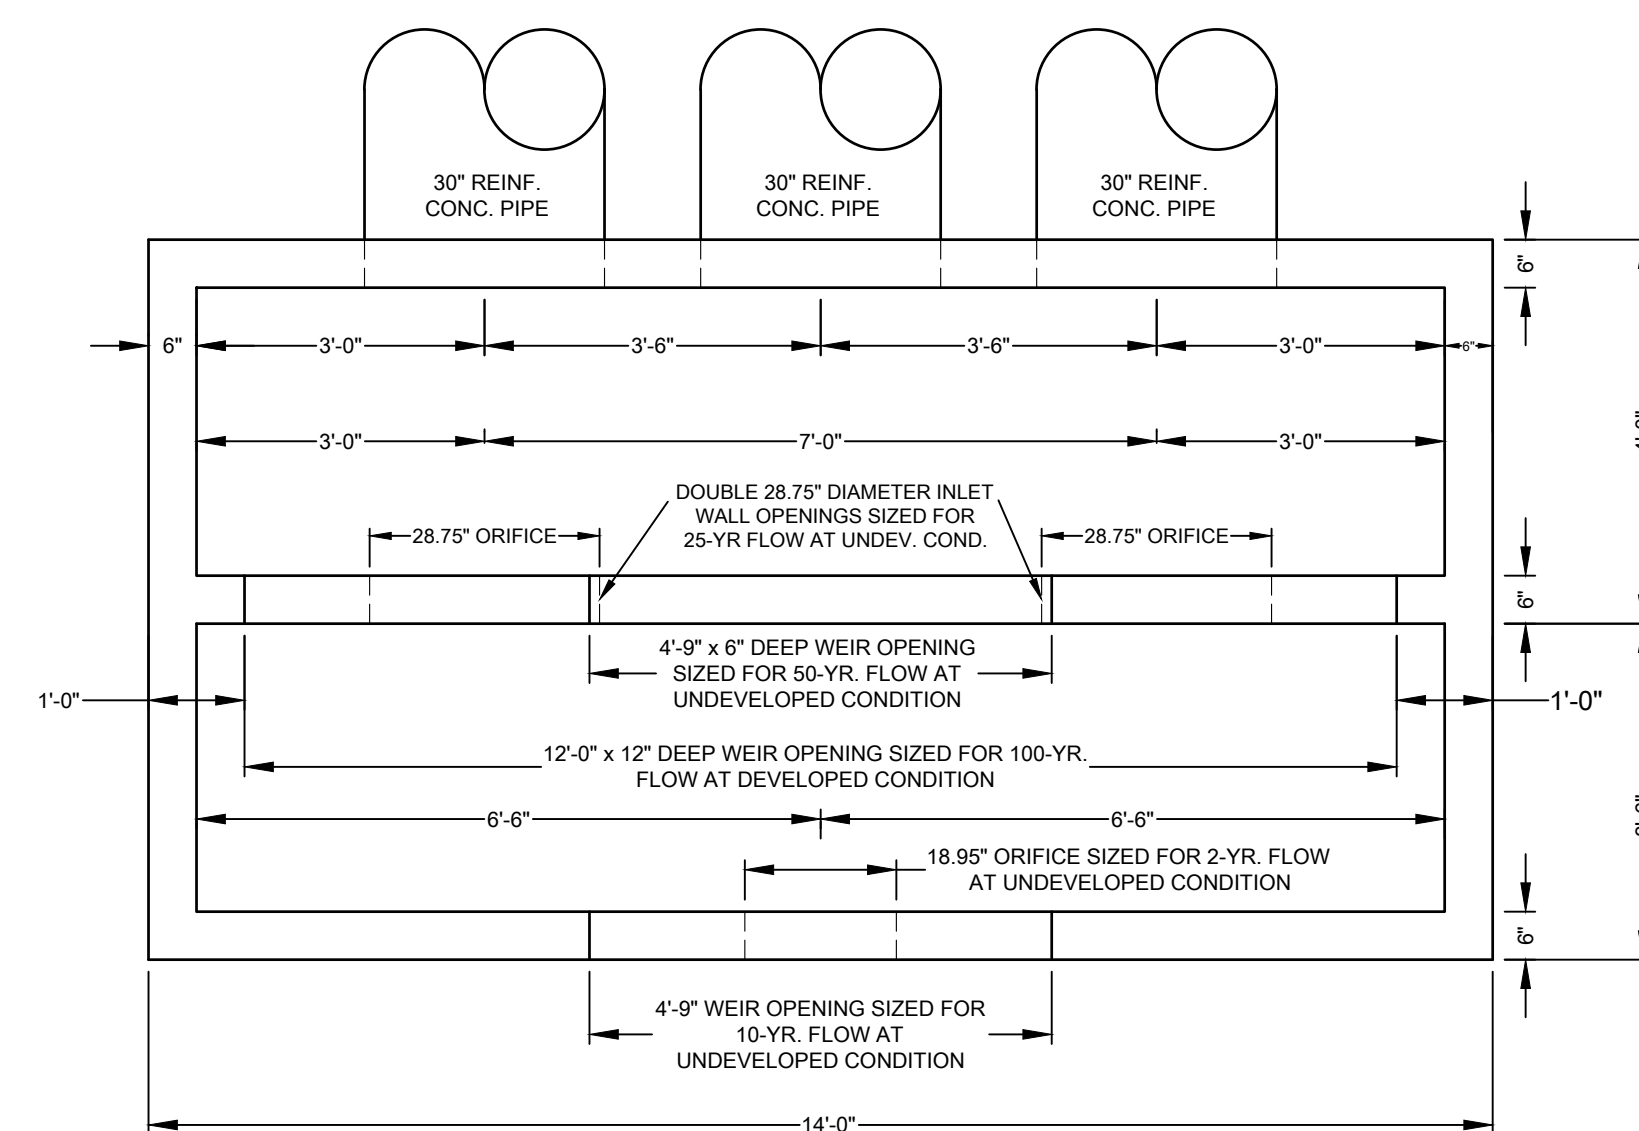 30" REINF.
CONC. PIPE
30" REINF.
CONC. PIPE
30" REINF.
CONC. PIPE
6"
6"
3'-0"
3'-6"
3'-6"
3'-0"
6"
3'-0"
7'-0"
3'-0"
DOUBLE 28.75" DIAMETER INLET
WALL OPENINGS SIZED FOR
25-YR FLOW AT UNDEV. COND.
28.75" ORIFICE
28.75" ORIFICE
6"
4'-9" x 6" DEEP WEIR OPENING
SIZED FOR 50-YR. FLOW AT
UNDEVELOPED CONDITION
1'-0"
1'-0"
12'-0" x 12" DEEP WEIR OPENING SIZED FOR 100-YR.
FLOW AT DEVELOPED CONDITION
6'-6"
6'-6"
18.95" ORIFICE SIZED FOR 2-YR. FLOW
AT UNDEVELOPED CONDITION
6"
4'-9" WEIR OPENING SIZED FOR
10-YR. FLOW AT
UNDEVELOPED CONDITION
14'-0"